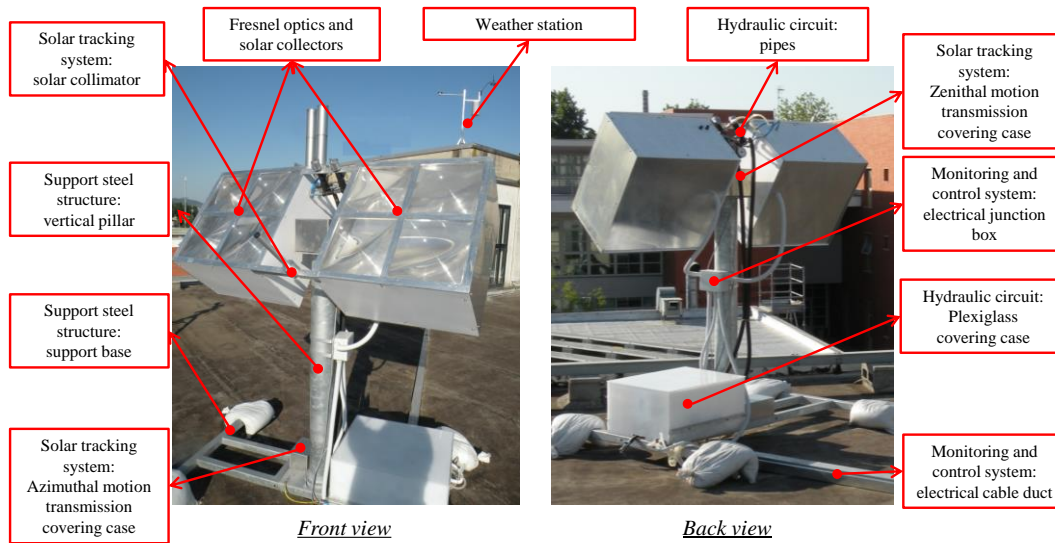 Solar tracking
system:
solar collimator
Fresnel optics and
solar collectors
Weather station
Hydraulic circuit:
pipes
Solar tracking
system:
Zenithal motion
transmission
covering case
Support steel
structure:
vertical pillar
Monitoring and
control system:
electrical junction
box
Support steel
structure:
support base
Hydraulic circuit:
Plexiglass
covering case
Solar tracking
system:
Azimuthal motion
transmission
covering case
Monitoring and
control system:
electrical cable duct
Front view
Back view